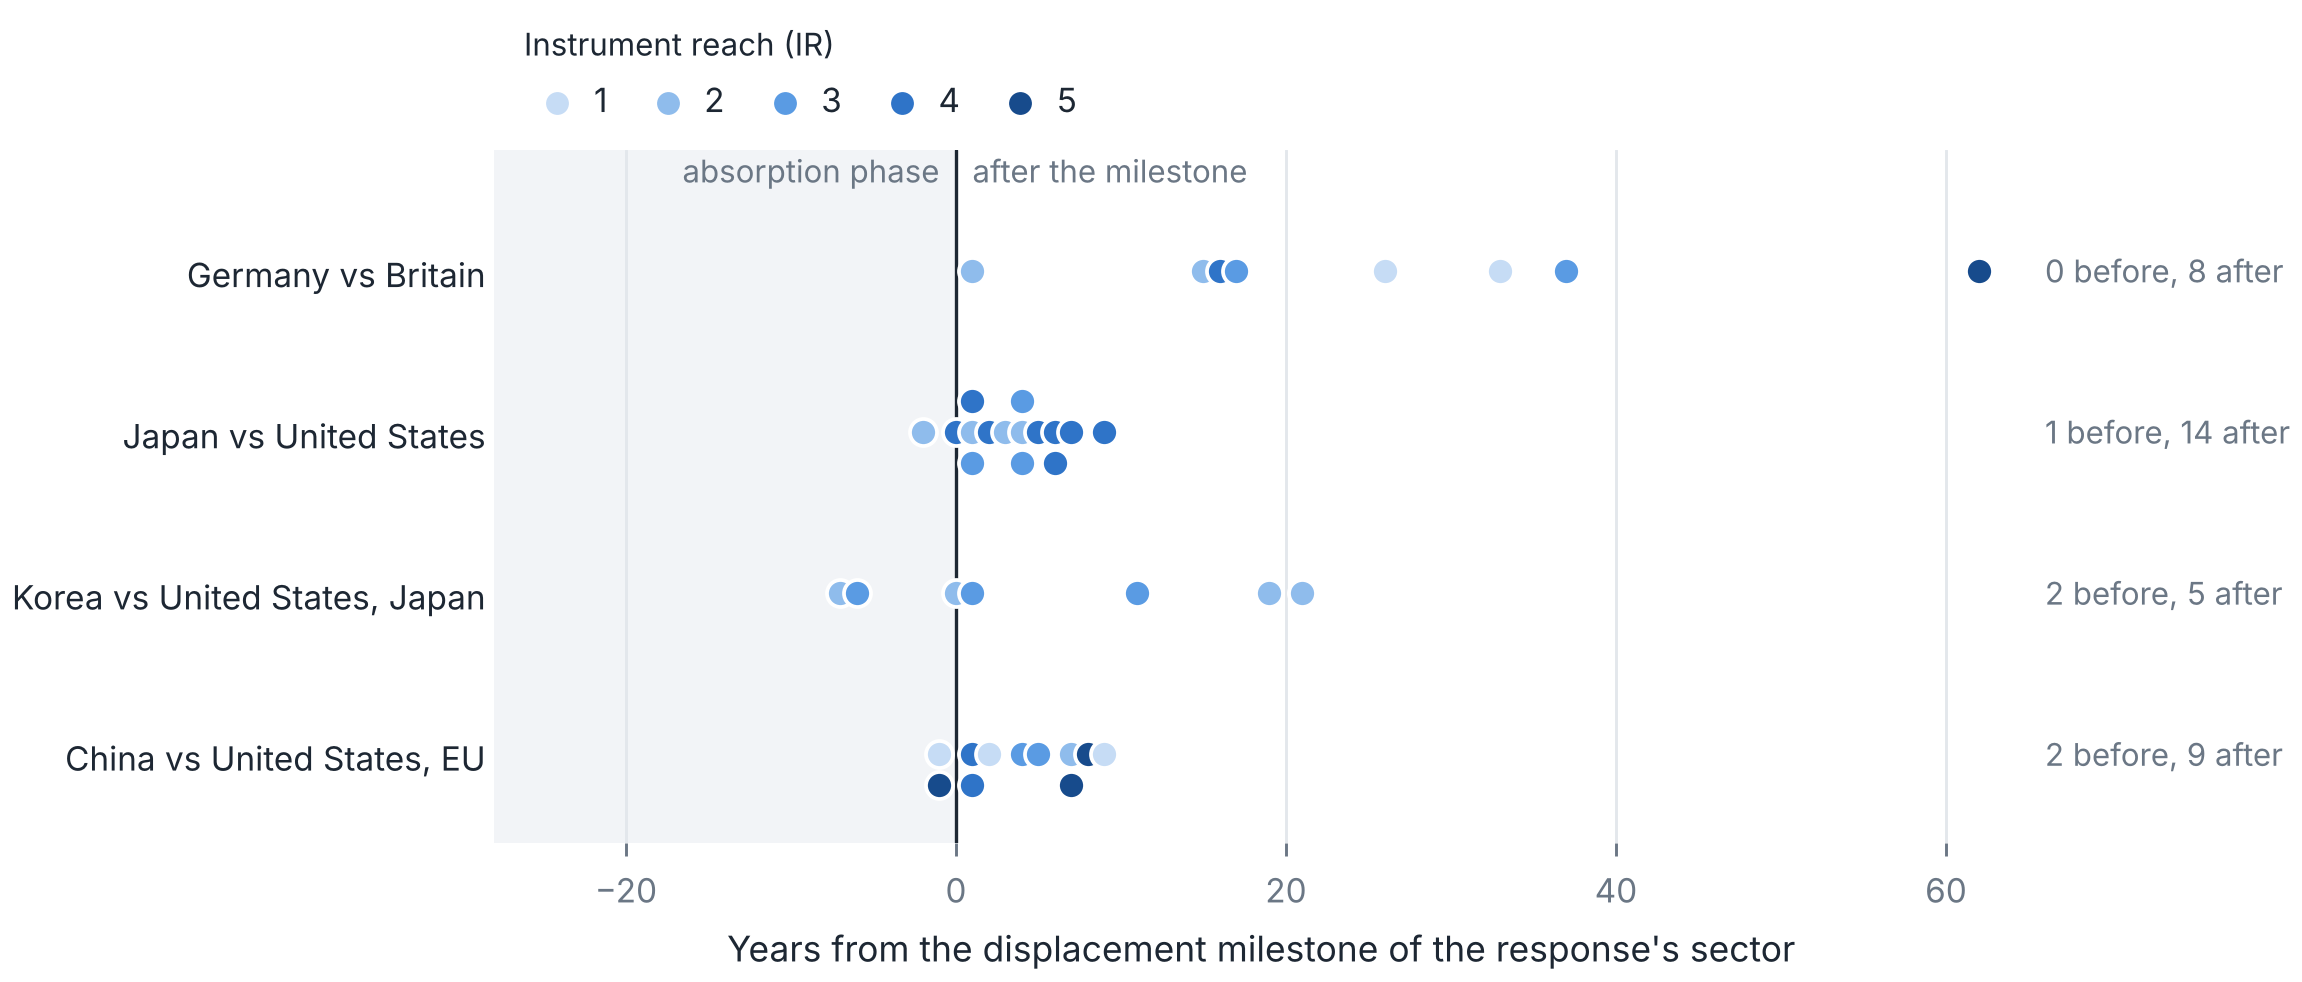 Instrument reach (IR)
1 2 3 4 5
absorption phase after the milestone
Germany vs Britain 0 before, 8 after
Japan vs United States 1 before, 14 after
Korea vs United States, Japan 2 before, 5 after
China vs United States, EU 2 before, 9 after
−20 0 20 40 60
Years from the displacement milestone of the response's sector